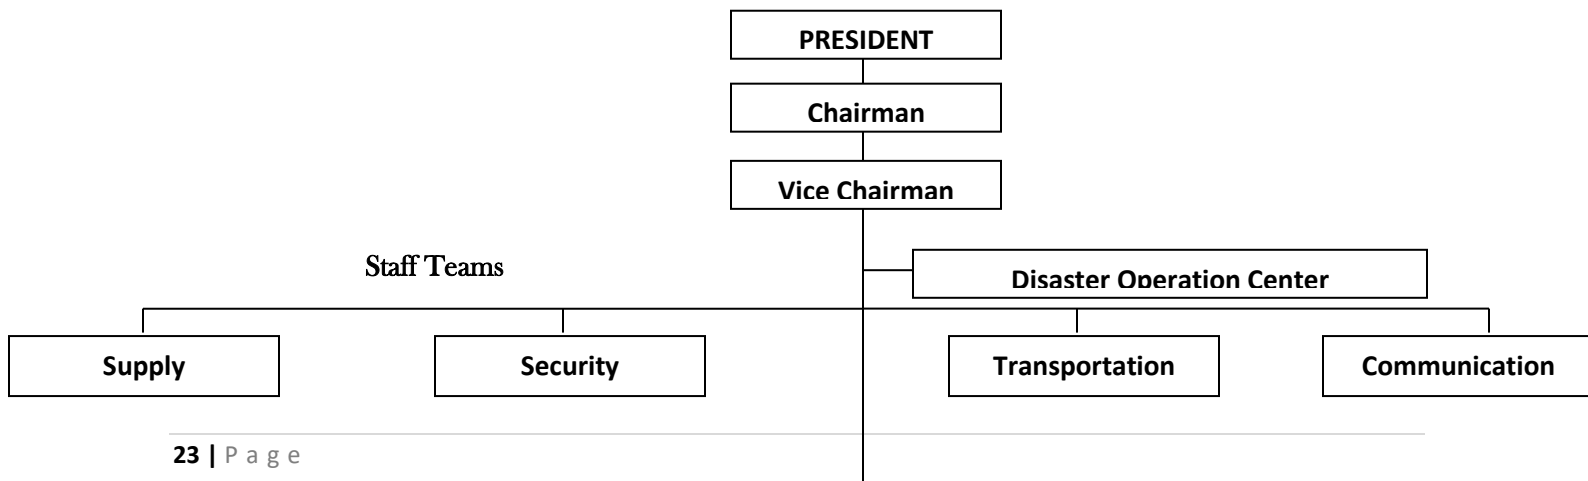 PRESIDENT
Chairman
Vice Chairman
Staff Teams
Disaster Operation Center
Supply
Security
Transportation
Communication
23 | P a g e